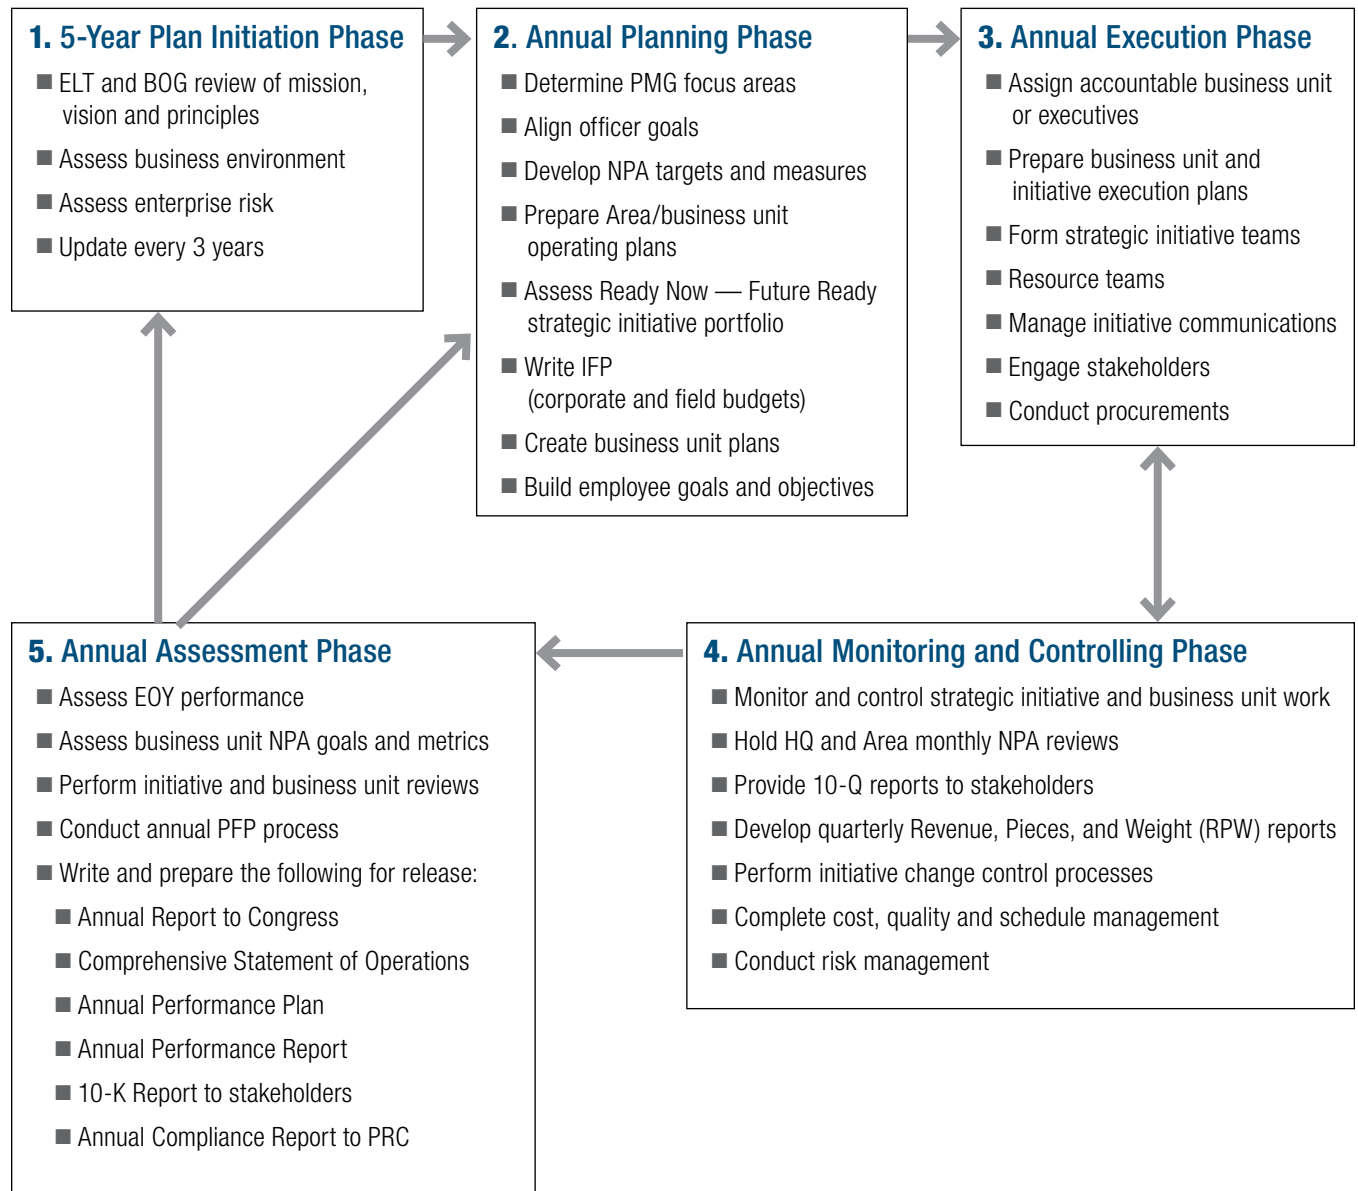 1. 5-Year Plan Initiation Phase
■ ELT and BOG review of mission,
vision and principles
■ Assess business environment
■ Assess enterprise risk
■ Update every 3 years
2. Annual Planning Phase
■ Determine PMG focus areas
■ Align officer goals
■ Develop NPA targets and measures
■ Prepare Area/business unit
operating plans
■ Assess Ready Now — Future Ready
strategic initiative portfolio
■ Write IFP
(corporate and field budgets)
■ Create business unit plans
■ Build employee goals and objectives
3. Annual Execution Phase
■ Assign accountable business unit
or executives
■ Prepare business unit and
initiative execution plans
■ Form strategic initiative teams
■ Resource teams
■ Manage initiative communications
■ Engage stakeholders
■ Conduct procurements
4. Annual Monitoring and Controlling Phase
■ Monitor and control strategic initiative and business unit work
■ Hold HQ and Area monthly NPA reviews
■ Provide 10-Q reports to stakeholders
■ Develop quarterly Revenue, Pieces, and Weight (RPW) reports
■ Perform initiative change control processes
■ Complete cost, quality and schedule management
■ Conduct risk management
5. Annual Assessment Phase
■ Assess EOY performance
■ Assess business unit NPA goals and metrics
■ Perform initiative and business unit reviews
■ Conduct annual PFP process
■ Write and prepare the following for release:
■ Annual Report to Congress
■ Comprehensive Statement of Operations
■ Annual Performance Plan
■ Annual Performance Report
■ 10-K Report to stakeholders
■ Annual Compliance Report to PRC